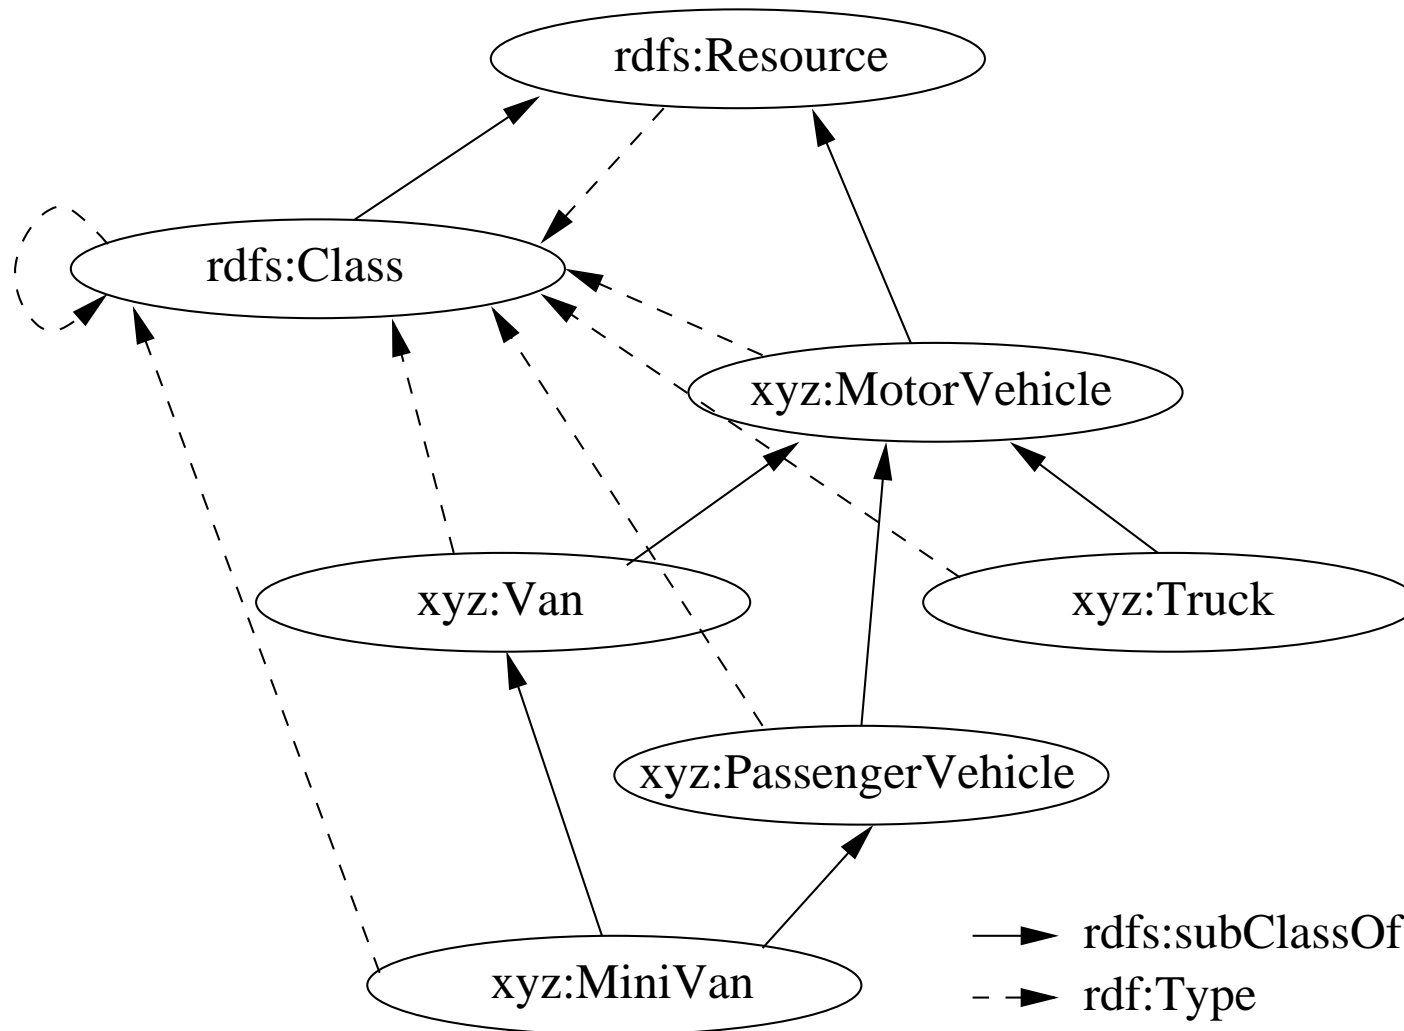 rdfs:Resource
rdfs:Class
xyz:MotorVehicle
xyz:Van
xyz:Truck
xyz:PassengerVehicle
xyz:MiniVan
rdfs:subClassOf
rdf:Type